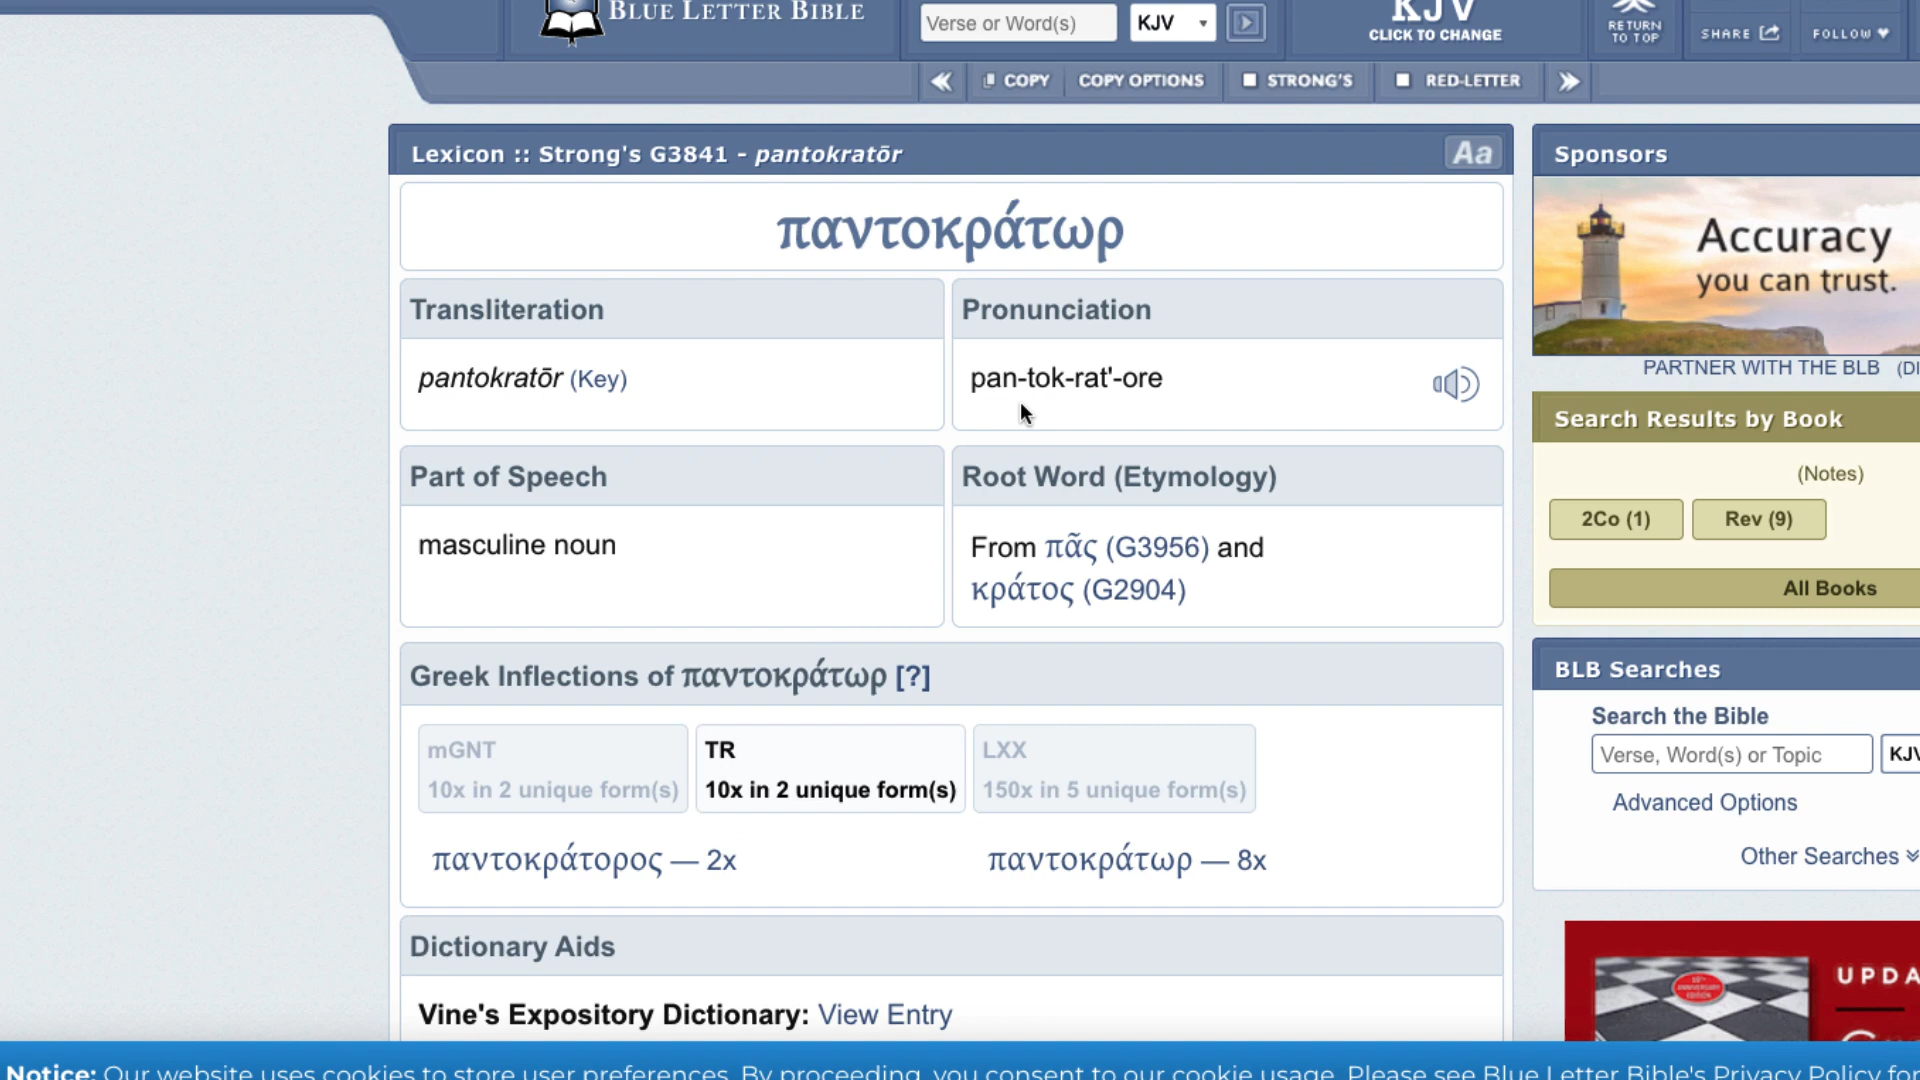 BLUE LETTER BIBLE
Verse or Word(s)
KJV
KJV
CLICK TO CHANGE
RETURN
TO TOP
SHARE
FOLLOW
COPY
COPY OPTIONS
STRONG'S
RED-LETTER
Lexicon :: Strong's G3841 - pantokratōr
Aa
παντοκράτωρ
Transliteration
pantokratōr (Key)
Pronunciation
pan-tok-rat'-ore
Part of Speech
masculine noun
Root Word (Etymology)
From πᾶς (G3956) and
κράτος (G2904)
Greek Inflections of παντοκράτωρ [?]
mGNT
10x in 2 unique form(s)
TR
10x in 2 unique form(s)
LXX
150x in 5 unique form(s)
παντοκράτορος — 2x
παντοκράτωρ — 8x
Dictionary Aids
Vine's Expository Dictionary: View Entry
Sponsors
Accuracy
you can trust.
PARTNER WITH THE BLB (DI
Search Results by Book
(Notes)
2Co (1)
Rev (9)
All Books
BLB Searches
Search the Bible
Verse, Word(s) or Topic
KJV
Advanced Options
Other Searches
UPDA
Notice: Our website uses cookies to store user preferences. By proceeding, you consent to our cookie usage. Please see Blue Letter Bible's Privacy Policy for